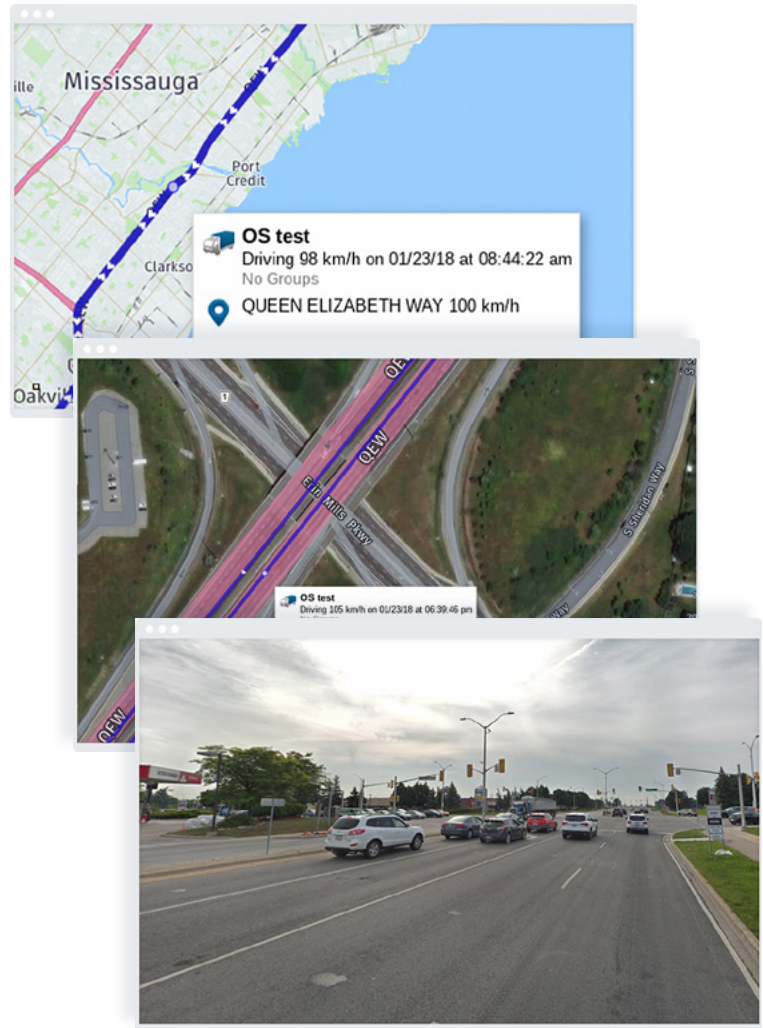 QEW
Mississauga
Port
Credit
OS test
Driving 98 km/h on 01/23/18 at 08:44:22 am
No Groups
QUEEN ELIZABETH WAY 100 km/h
QEW
Erin Mills Pkwy
S Sheridan Way
OS test
Driving 105 km/h on 01/23/18 at 06:39:46 pm
Way
QEW